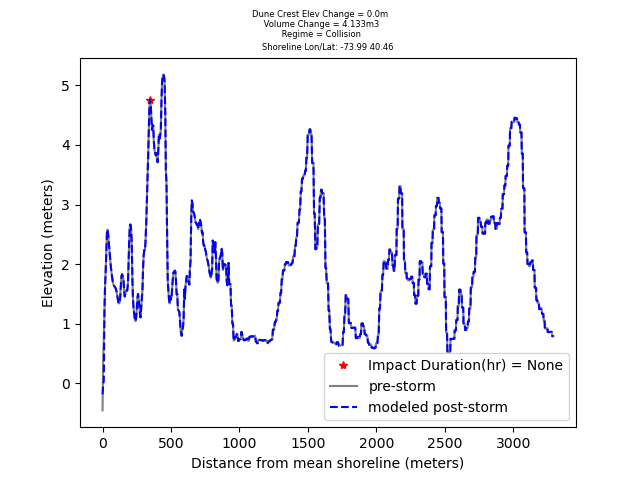 Dune Crest Elev Change = 0.0m
Volume Change = 4.133m3
Regime = Collision
Shoreline Lon/Lat: -73.99 40.46
5
4
3
2
1
0
Elevation (meters)
Impact Duration(hr) = None
pre-storm
modeled post-storm
0 500 1000 1500 2000 2500 3000
Distance from mean shoreline (meters)